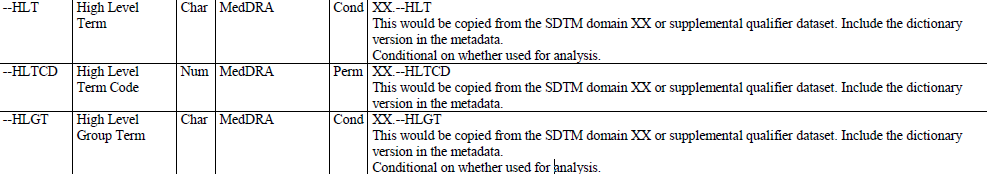 --HLT High Level Term Char MedDRA Cond XX.--HLT
This would be copied from the SDTM domain XX or supplemental qualifier dataset. Include the dictionary
version in the metadata.
Conditional on whether used for analysis.
--HLTCD High Level Term Code Num MedDRA Perm XX.--HLTCD
This would be copied from the SDTM domain XX or supplemental qualifier dataset. Include the dictionary
version in the metadata.
--HLGT High Level Group Term Char MedDRA Cond XX.--HLGT
This would be copied from the SDTM domain XX or supplemental qualifier dataset. Include the dictionary
version in the metadata.
Conditional on whether used for analysis.